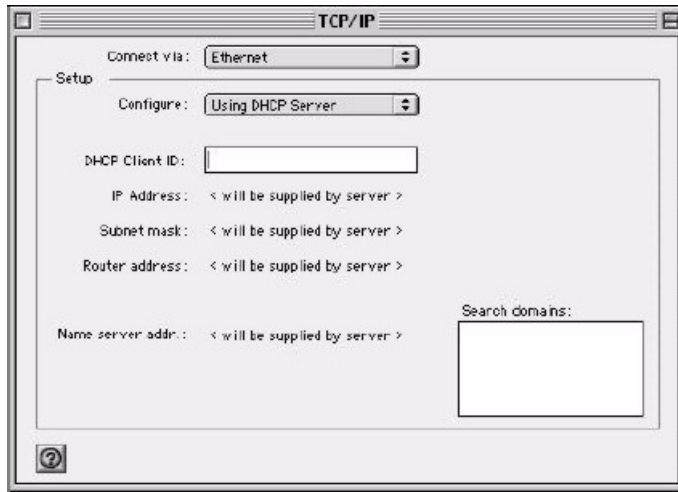 TCP/IP
Connect via: Ethernet
Setup
Configure: Using DHCP Server
DHCP Client ID:
IP Address: < will be supplied by server >
Subnet mask: < will be supplied by server >
Router address: < will be supplied by server >
Search domains:
Name server addr.: < will be supplied by server >
?